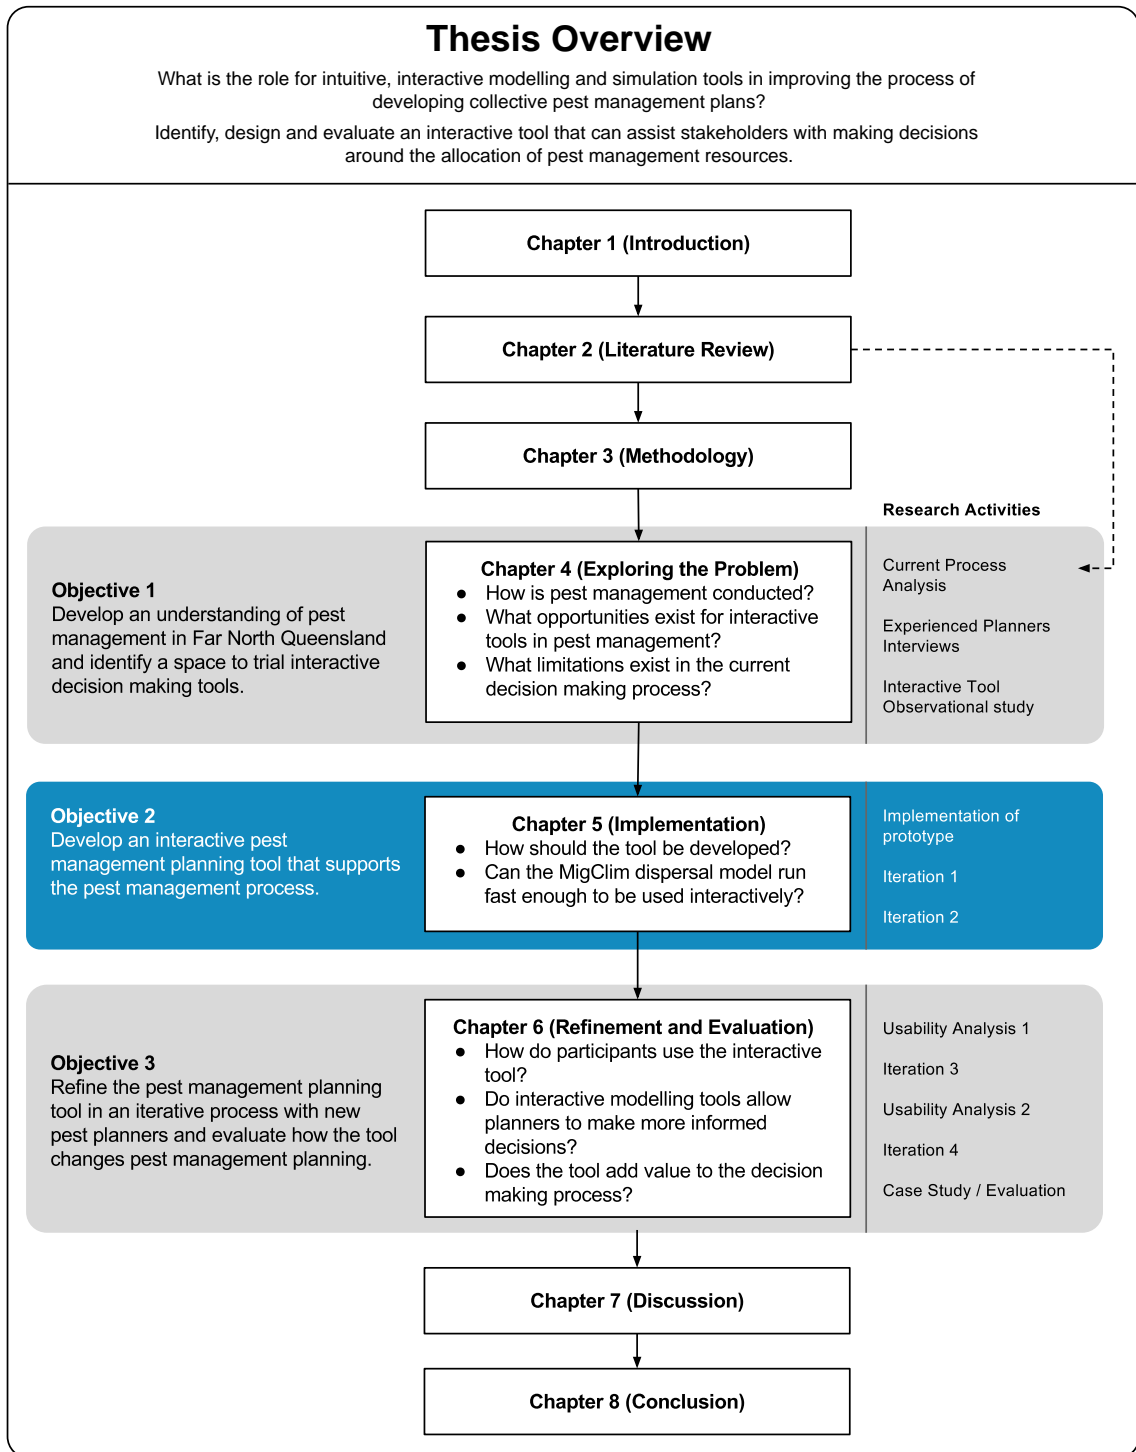 Thesis Overview
What is the role for intuitive, interactive modelling and simulation tools in improving the process of
developing collective pest management plans?
Identify, design and evaluate an interactive tool that can assist stakeholders with making decisions
around the allocation of pest management resources.
Chapter 1 (Introduction)
Chapter 2 (Literature Review)
Chapter 3 (Methodology)
Research Activities
Objective 1
Develop an understanding of pest
management in Far North Queensland
and identify a space to trial interactive
decision making tools.
Chapter 4 (Exploring the Problem)
● How is pest management conducted?
● What opportunities exist for interactive
tools in pest management?
● What limitations exist in the current
decision making process?
Current Process
Analysis
Experienced Planners
Interviews
Interactive Tool
Observational study
Objective 2
Develop an interactive pest
management planning tool that supports
the pest management process.
Chapter 5 (Implementation)
● How should the tool be developed?
● Can the MigClim dispersal model run
fast enough to be used interactively?
Implementation of
prototype
Iteration 1
Iteration 2
Objective 3
Refine the pest management planning
tool in an iterative process with new
pest planners and evaluate how the tool
changes pest management planning.
Chapter 6 (Refinement and Evaluation)
● How do participants use the interactive
tool?
● Do interactive modelling tools allow
planners to make more informed
decisions?
● Does the tool add value to the decision
making process?
Usability Analysis 1
Iteration 3
Usability Analysis 2
Iteration 4
Case Study / Evaluation
Chapter 7 (Discussion)
Chapter 8 (Conclusion)